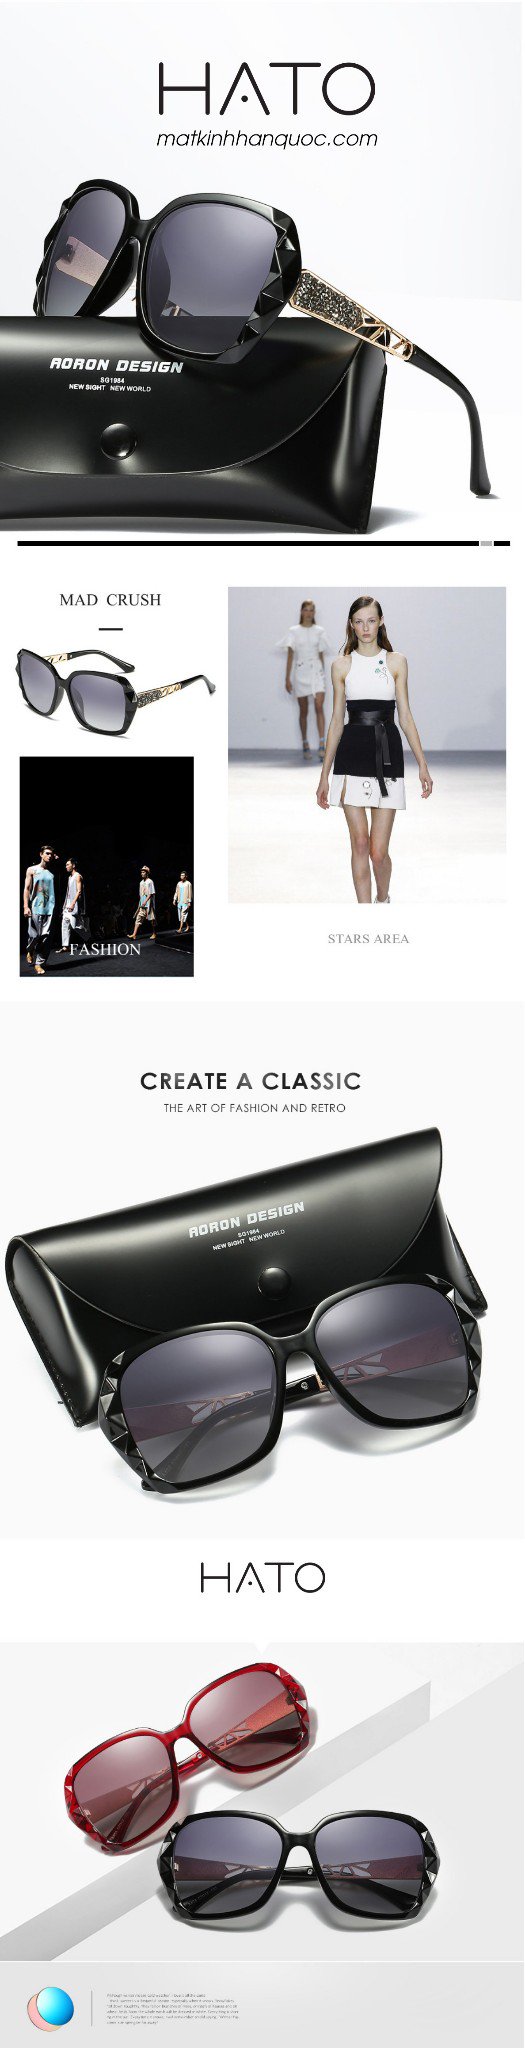 HATO
matkinhhanquoc.com
AORON DESIGN
SG1984
NEW SIGHT NEW WORLD
MAD CRUSH
FASHION
STARS AREA
CREATE A CLASSIC
THE ART OF FASHION AND RETRO
AORON DESIGN
SG1984
NEW SIGHT NEW WORLD
HATO